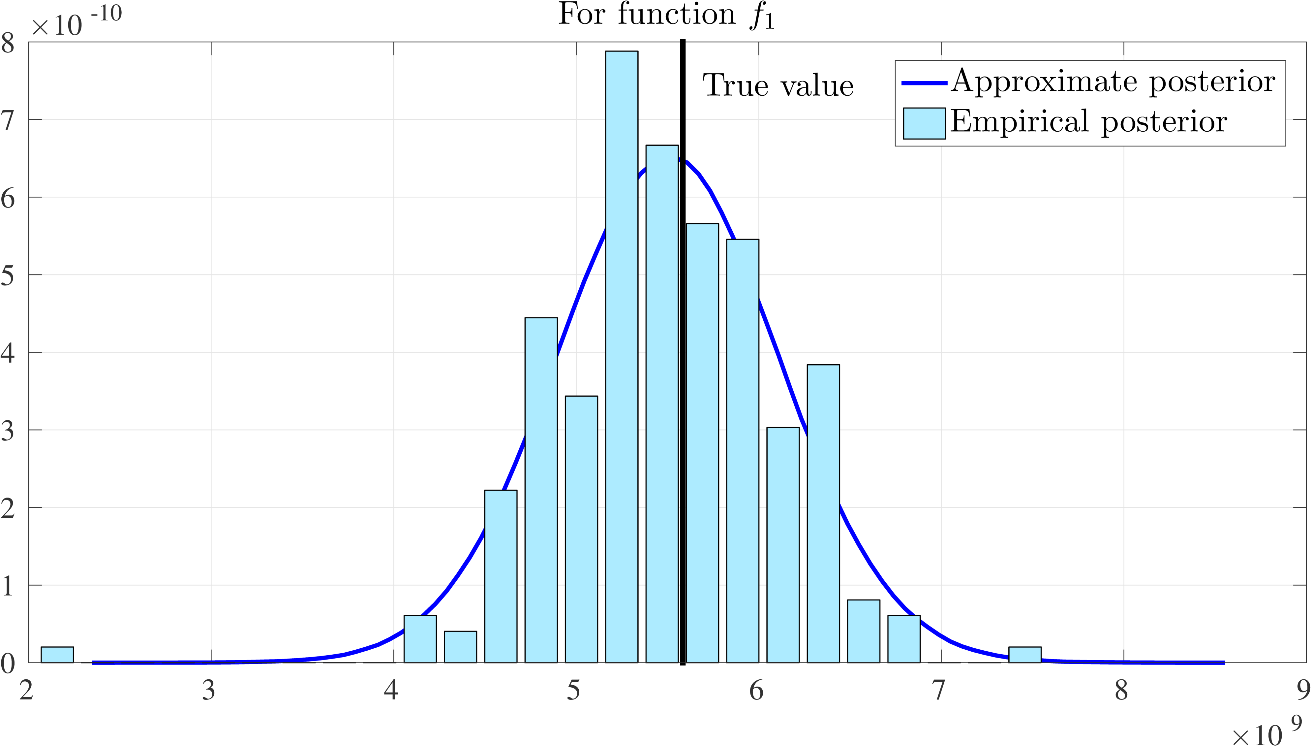 For function f₁
×10 -10
True value
Approximate posterior
Empirical posterior
8
7
6
5
4
3
2
1
0
2 3 4 5 6 7 8 9
×10 9